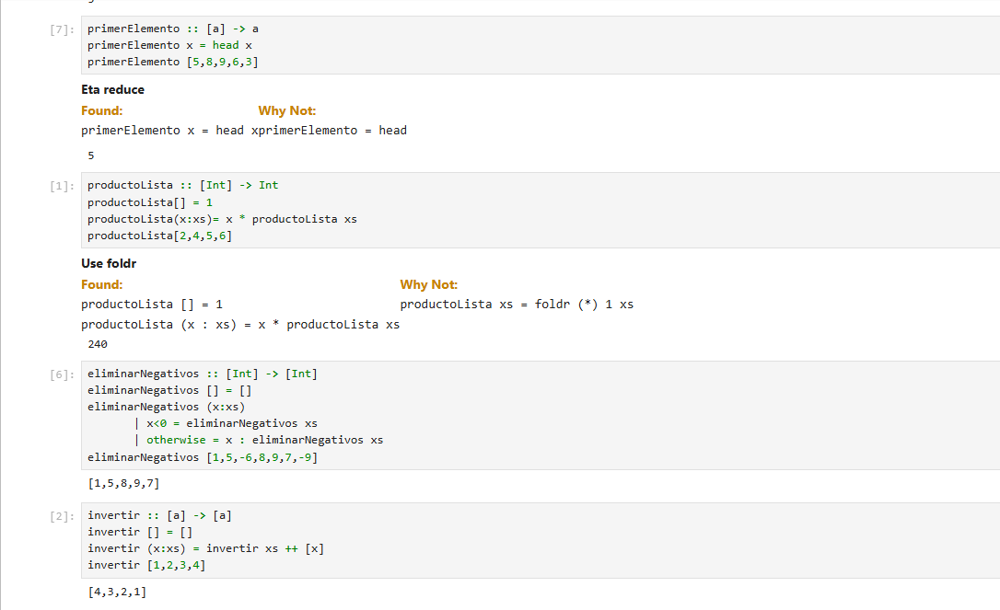 [7]: primerElemento :: [a] -> a
primerElemento x = head x
primerElemento [5,8,9,6,3]
Eta reduce
Found: Why Not:
primerElemento x = head xprimerElemento = head
5
[1]: productoLista :: [Int] -> Int
productoLista[] = 1
productoLista(x:xs)= x * productoLista xs
productoLista[2,4,5,6]
Use foldr
Found: Why Not:
productoLista [] = 1 productoLista xs = foldr (*) 1 xs
productoLista (x : xs) = x * productoLista xs
240
[6]: eliminarNegativos :: [Int] -> [Int]
eliminarNegativos [] = []
eliminarNegativos (x:xs)
| x<0 = eliminarNegativos xs
| otherwise = x : eliminarNegativos xs
eliminarNegativos [1,5,-6,8,9,7,-9]
[1,5,8,9,7]
[2]: invertir :: [a] -> [a]
invertir [] = []
invertir (x:xs) = invertir xs ++ [x]
invertir [1,2,3,4]
[4,3,2,1]